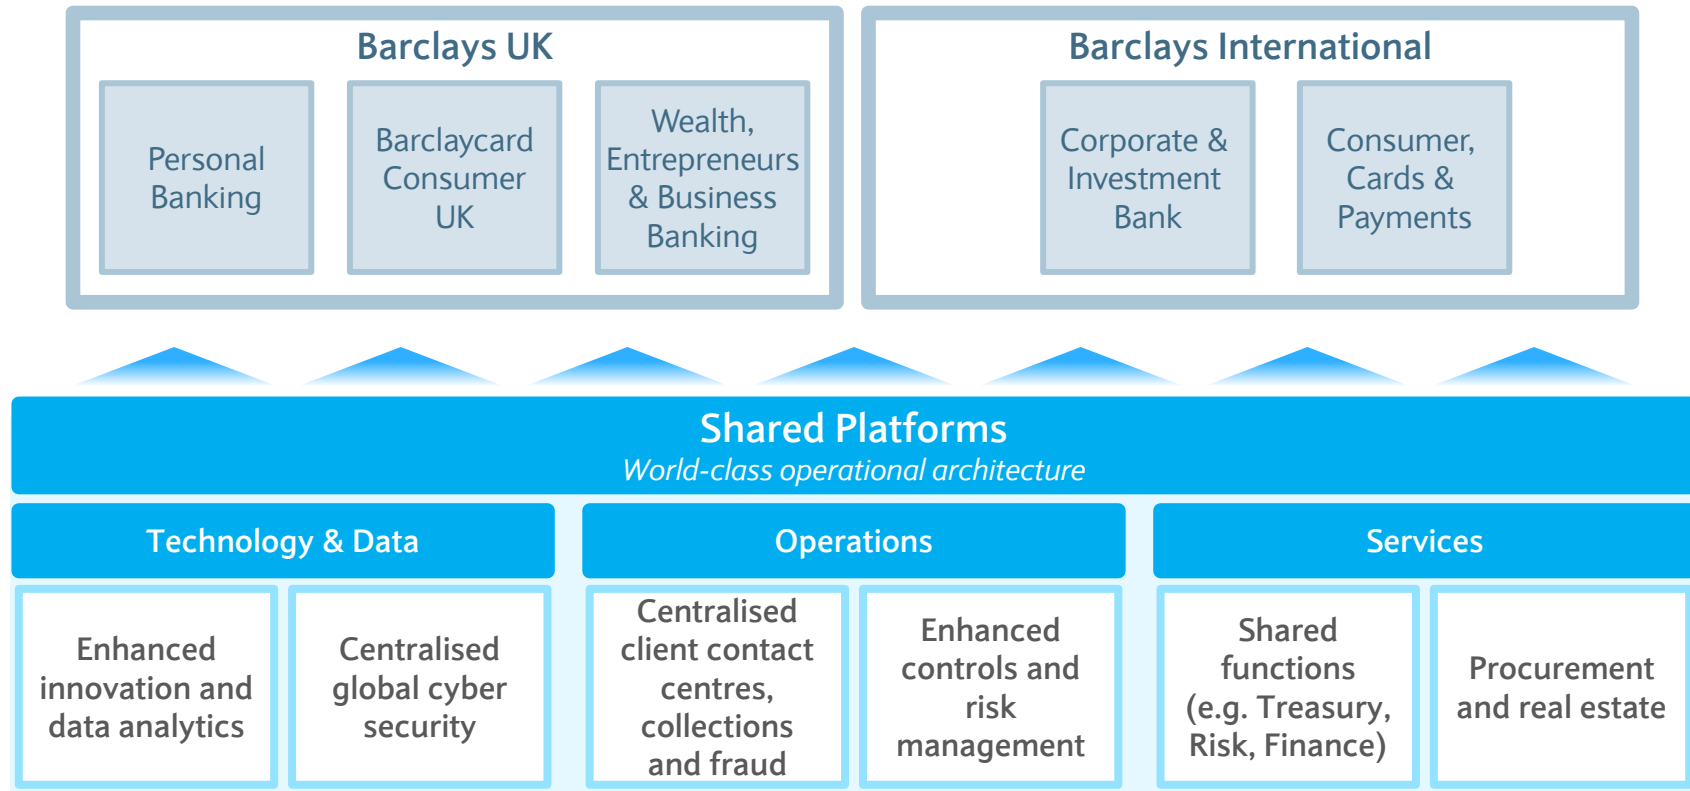 Barclays UK
Personal
Banking
Barclaycard
Consumer
UK
Wealth,
Entrepreneurs
& Business
Banking
Barclays International
Corporate &
Investment
Bank
Consumer,
Cards &
Payments
Shared Platforms
World-class operational architecture
Technology & Data
Enhanced
innovation and
data analytics
Centralised
global cyber
security
Operations
Centralised
client contact
centres,
collections
and fraud
Enhanced
controls and
risk
management
Services
Shared
functions
(e.g. Treasury,
Risk, Finance)
Procurement
and real estate